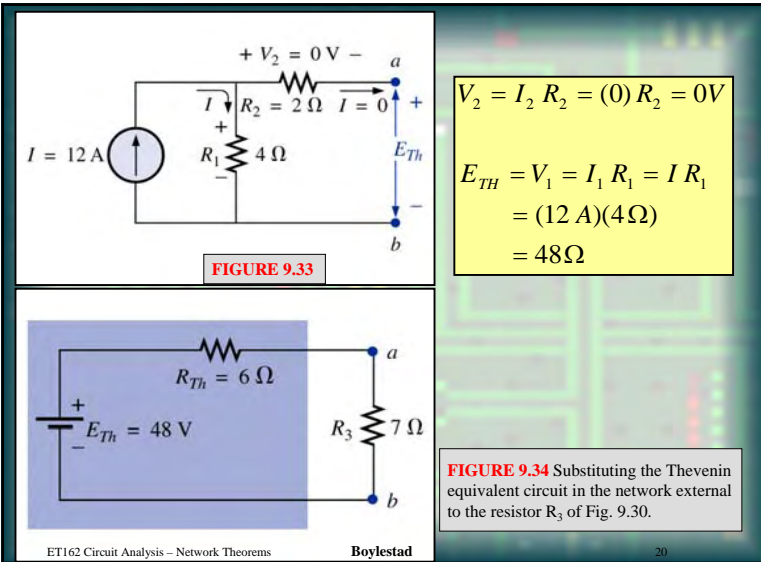 + V₂ = 0 V −
a
I
R₂ = 2 Ω
I = 0
+
+
I = 12 A
R₁
4 Ω
E_Th
−
−
b
FIGURE 9.33
V₂ = I₂ R₂ = (0) R₂ = 0V
E_TH = V₁ = I₁ R₁ = I R₁
= (12 A)(4Ω)
= 48Ω
a
R_Th = 6 Ω
+
E_Th = 48 V
−
R₃
7 Ω
b
FIGURE 9.34 Substituting the Thevenin
equivalent circuit in the network external
to the resistor R₃ of Fig. 9.30.
ET162 Circuit Analysis – Network Theorems
Boylestad
20